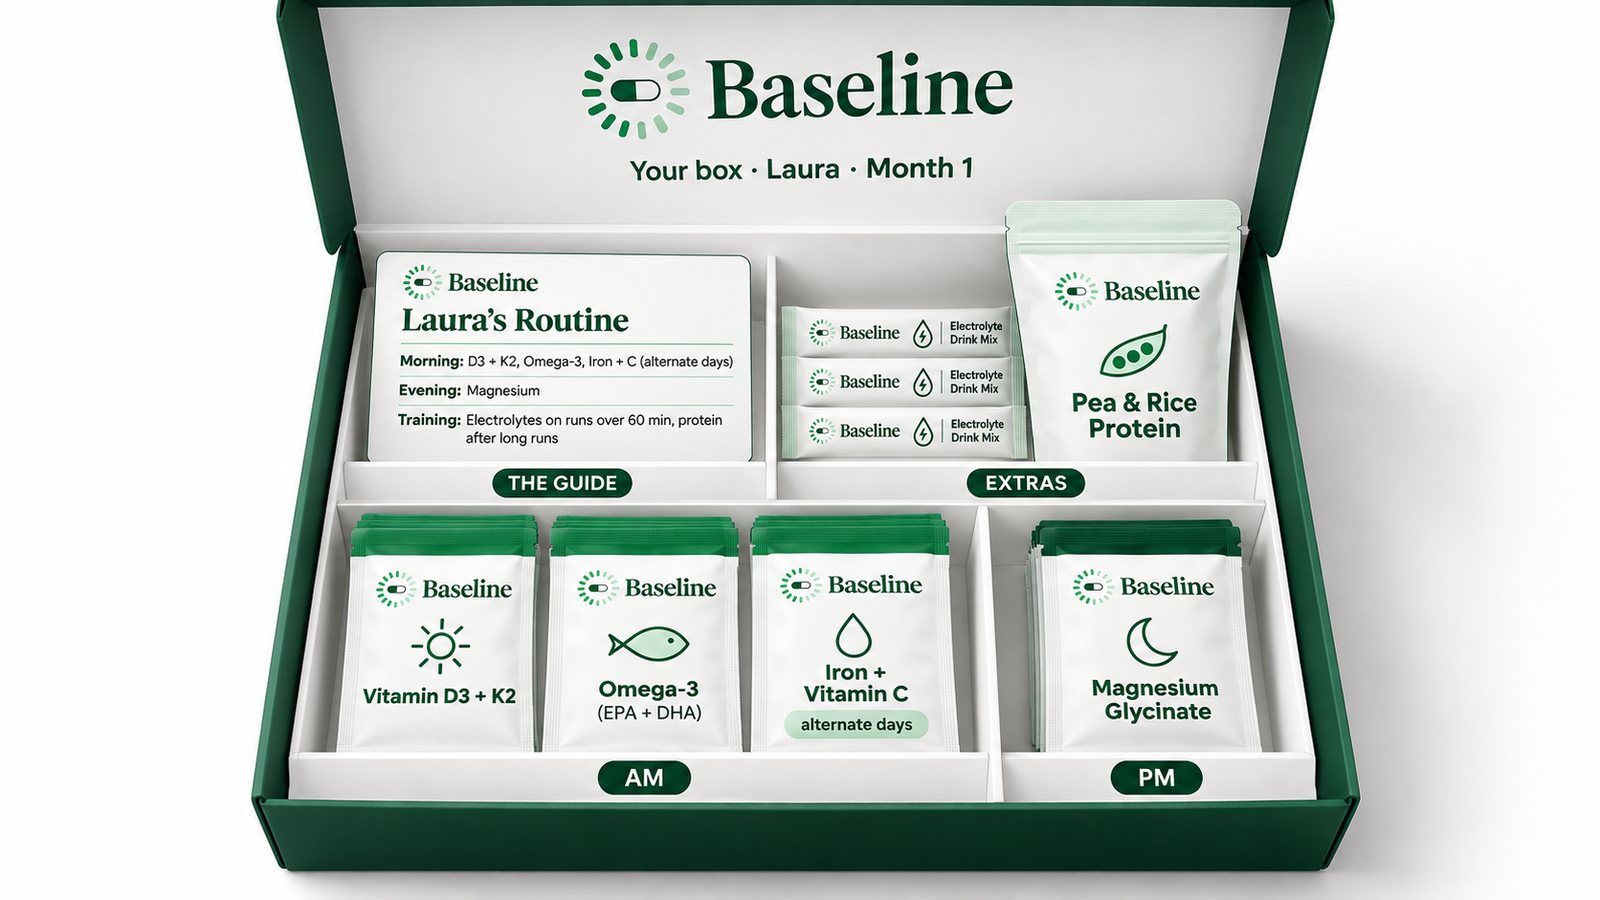 Baseline
Your box · Laura · Month 1
Baseline
Laura's Routine
Morning: D3 + K2, Omega-3, Iron + C (alternate days)
Evening: Magnesium
Training: Electrolytes on runs over 60 min, protein
after long runs
THE GUIDE
Baseline
Electrolyte
Drink Mix
Baseline
Electrolyte
Drink Mix
Baseline
Electrolyte
Drink Mix
Baseline
Pea & Rice
Protein
EXTRAS
Baseline
Vitamin D3 + K2
Baseline
Omega-3
(EPA + DHA)
Baseline
Iron +
Vitamin C
alternate days
AM
Baseline
Magnesium
Glycinate
PM